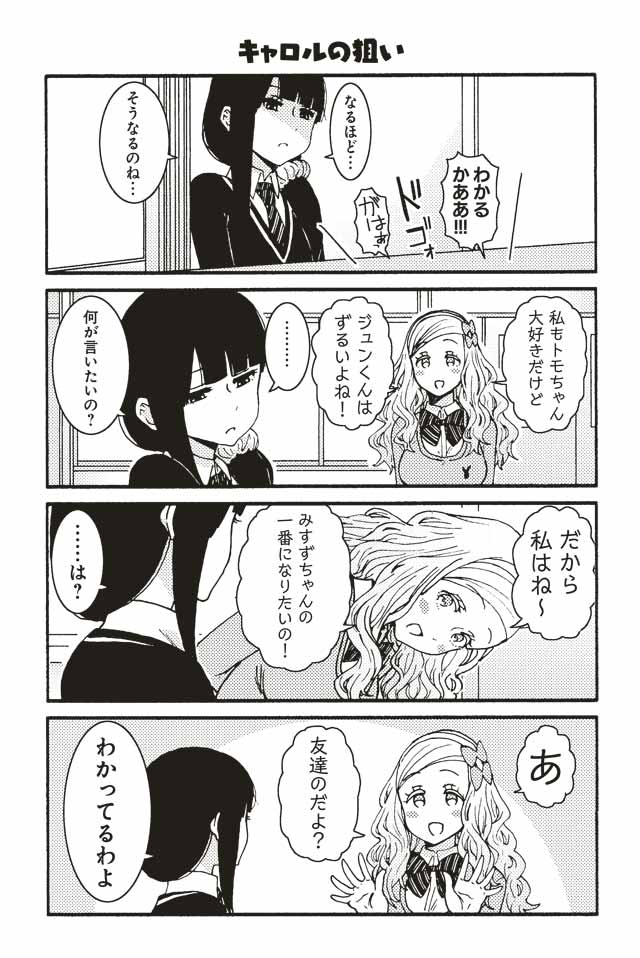 キャロルの狙い
わかる
かああ!!!
ドゴォ
がはぁっ
なるほど…
そうなるのね…
私もトモちゃん
大好きだけど
ジュンくんは
ずるいよね!
………
何が言いたいの?
だから
私はね〜
みすずちゃんの
一番になりたいの!
……は?
あ
友達のだよ?
わかってるわよ